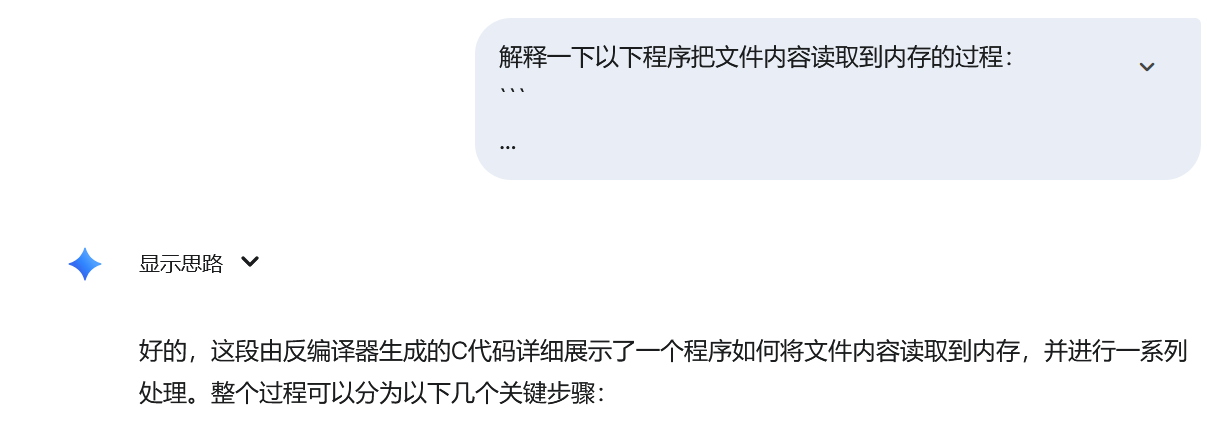 解释一下以下程序把文件内容读取到内存的过程：
```
...
显示思路
好的，这段由反编译器生成的C代码详细展示了一个程序如何将文件内容读取到内存，并进行一系列
处理。整个过程可以分为以下几个关键步骤：